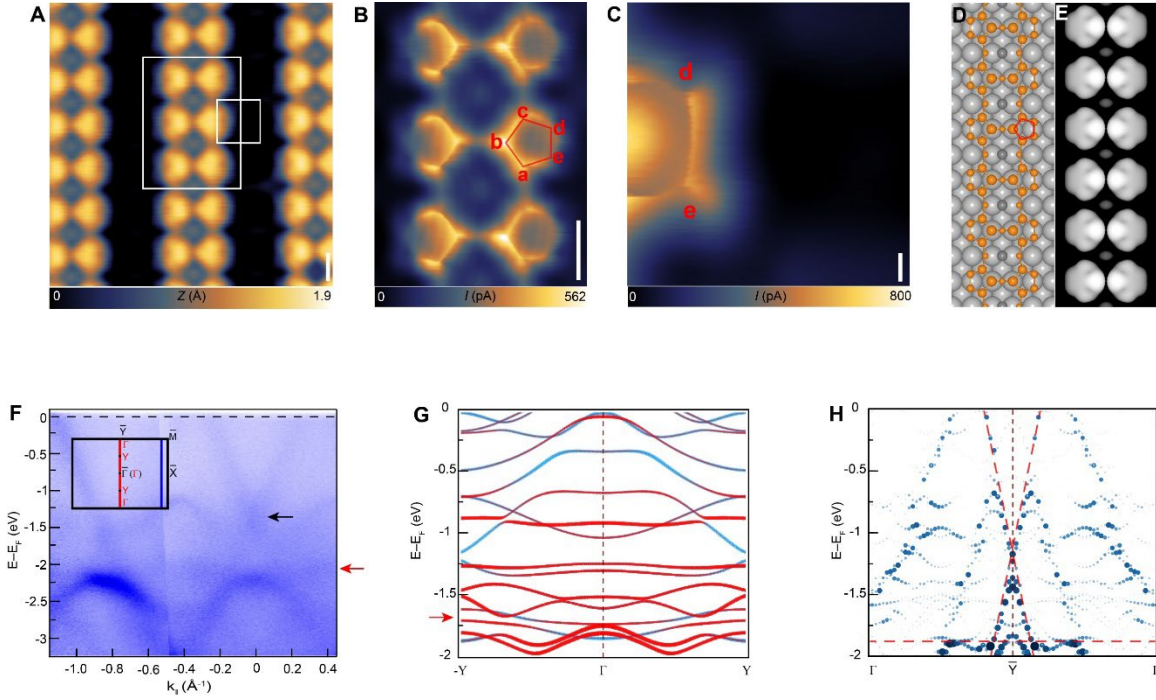 A
0
Z (Å)
1.9
B
a
b
c
d
e
0
I (pA)
562
C
d
e
0
I (pA)
800
D
E
F
E–E_F (eV)
0
-0.5
-1
-1.5
-2
-2.5
-3
Ȳ
M̄
Γ
Y
Γ̄ (Γ)
X̄
Y
Γ
-1.0
-0.8
-0.6
-0.4
-0.2
0
0.2
0.4
k_∥ (Å⁻¹)
G
E–E_F (eV)
0
-0.5
-1
-1.5
-2
-Y
Γ
Y
H
E–E_F (eV)
0
-0.5
-1
-1.5
-2
Γ
Ȳ